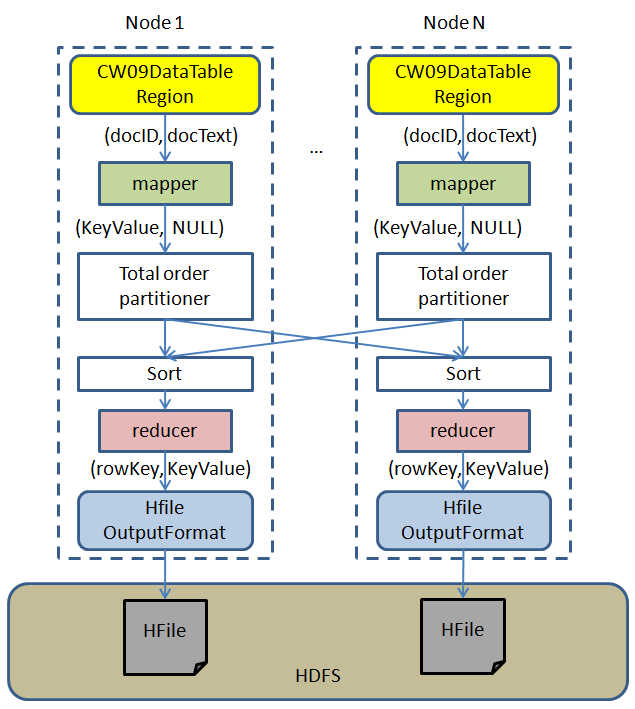 Node 1
Node N
CW09DataTable
Region
CW09DataTable
Region
(docID, docText)
(docID, docText)
...
mapper
mapper
(KeyValue, NULL)
(KeyValue, NULL)
Total order
partitioner
Total order
partitioner
Sort
Sort
reducer
reducer
(rowKey, KeyValue)
(rowKey, KeyValue)
Hfile
OutputFormat
Hfile
OutputFormat
HFile
HFile
HDFS